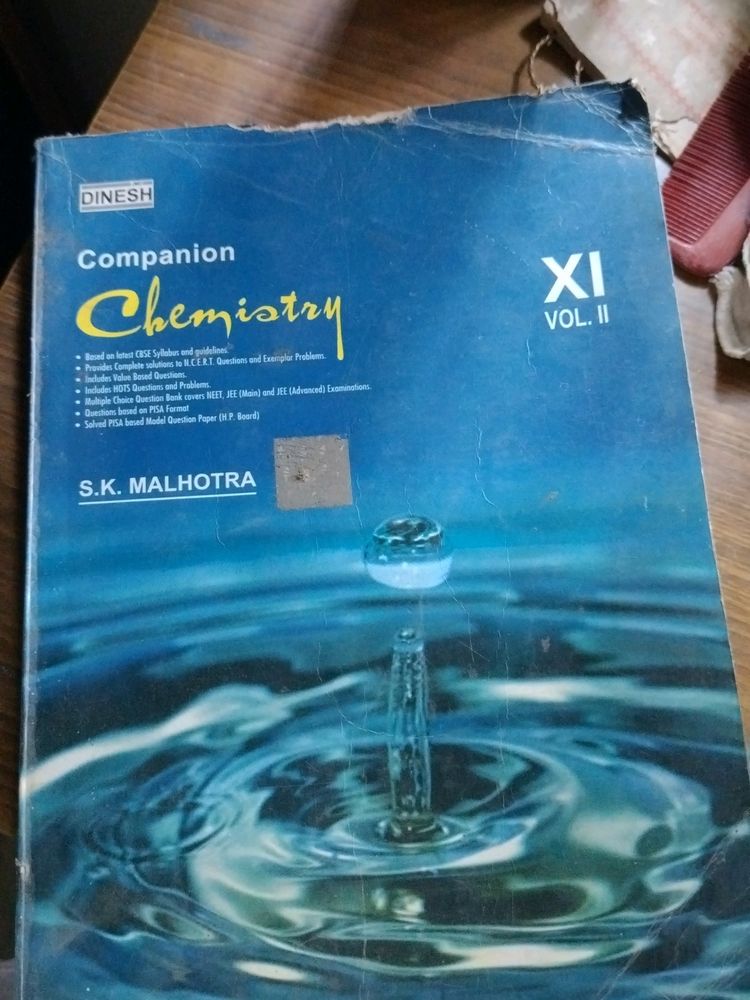 DINESH
Companion
Chemistry
XI
VOL. II
• Based on latest CBSE Syllabus and guidelines.
• Provides Complete solutions to N.C.E.R.T. Questions and Exemplar Problems.
• Includes Value Based Questions.
• Includes HOTS Questions and Problems.
• Multiple Choice Question Bank covers NEET, JEE (Main) and JEE (Advanced) Examinations.
• Questions based on PISA Format
• Solved PISA based Model Question Paper (H.P. Board)
S.K. MALHOTRA